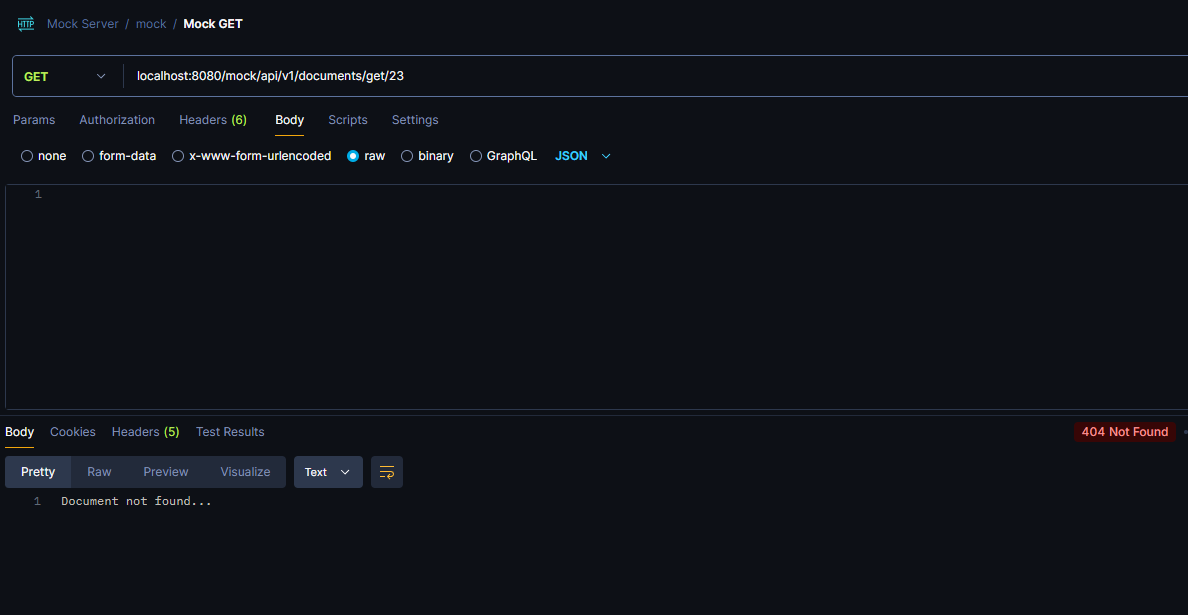 HTTP Mock Server / mock / Mock GET
GET localhost:8080/mock/api/v1/documents/get/23
Params Authorization Headers (6) Body Scripts Settings
none form-data x-www-form-urlencoded raw binary GraphQL JSON
1
Body Cookies Headers (5) Test Results 404 Not Found
Pretty Raw Preview Visualize Text
1 Document not found...